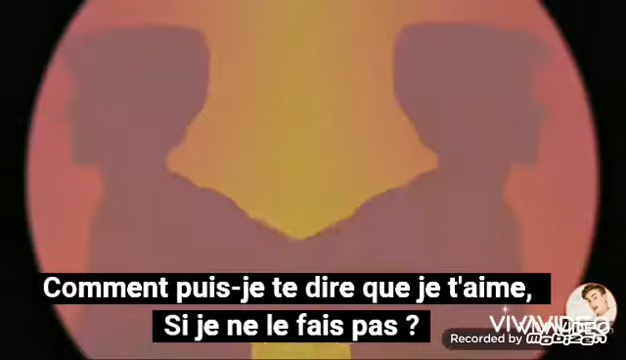 Comment puis-je te dire que je t'aime,
Si je ne le fais pas ?
VIVAVIDEO
Recorded by
MOBIZEN